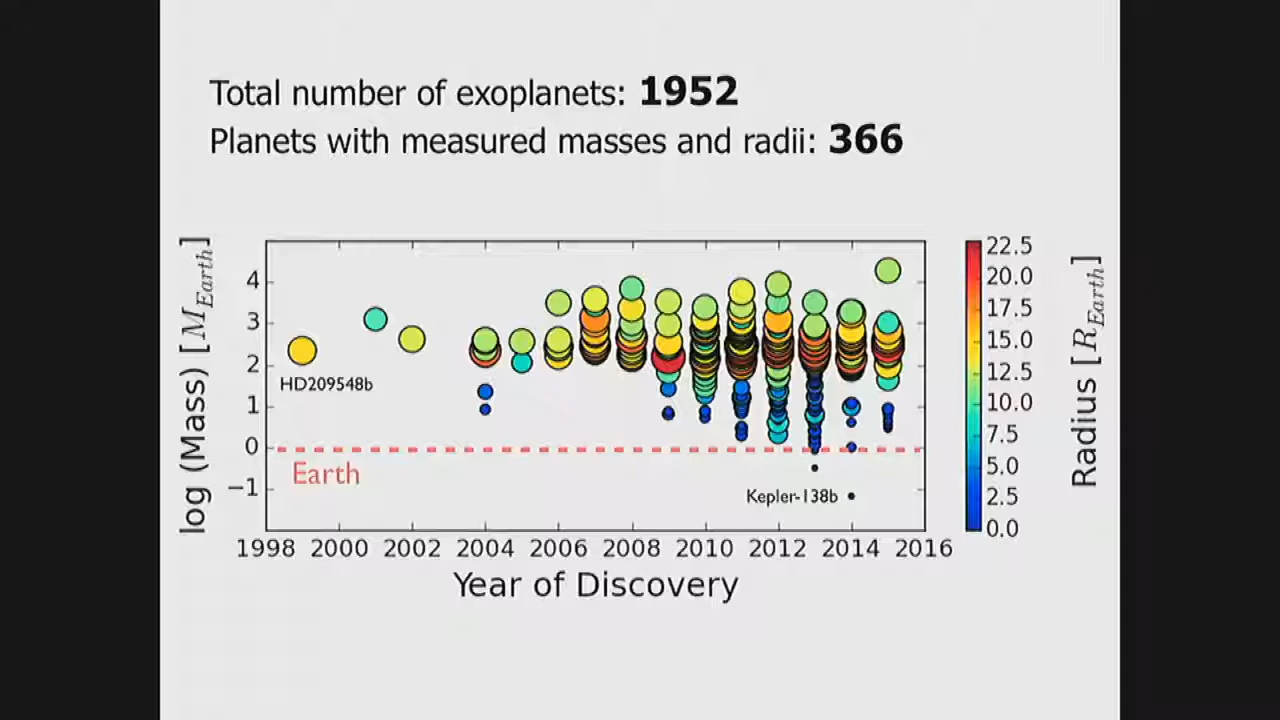 Total number of exoplanets: 1952
Planets with measured masses and radii: 366
log (Mass) [M_Earth]
4
3
2
1
0
−1
HD209548b
Earth
Kepler-138b
1998 2000 2002 2004 2006 2008 2010 2012 2014 2016
Year of Discovery
22.5
20.0
17.5
15.0
12.5
10.0
7.5
5.0
2.5
0.0
Radius [R_Earth]